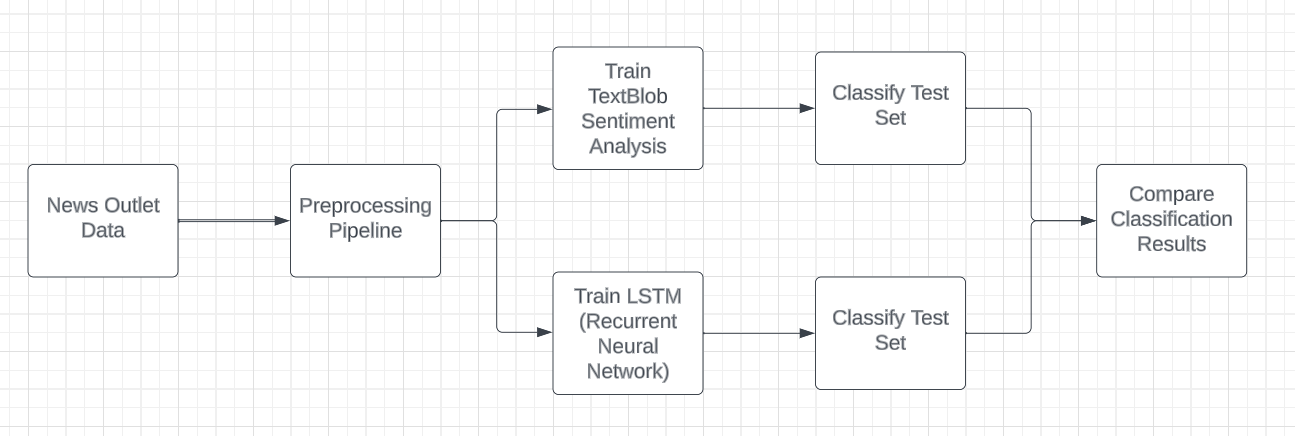 News Outlet
Data
Preprocessing
Pipeline
Train
TextBlob
Sentiment
Analysis
Classify Test
Set
Train LSTM
(Recurrent
Neural
Network)
Classify Test
Set
Compare
Classification
Results